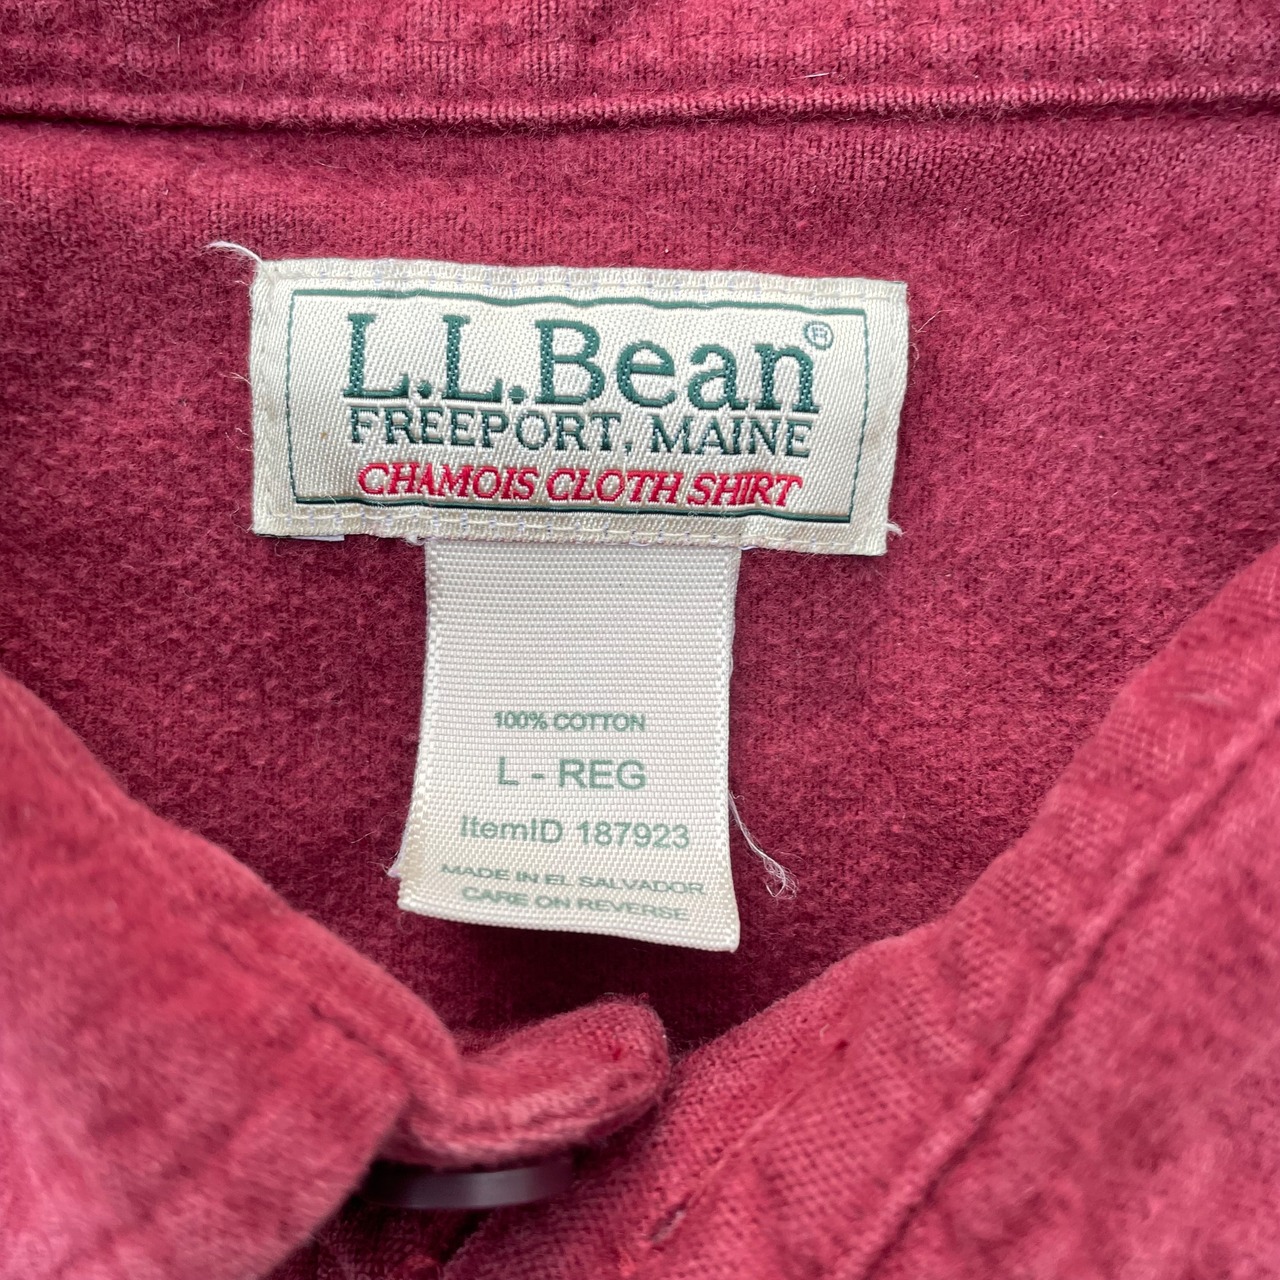 L.L.Bean®
FREEPORT, MAINE
CHAMOIS CLOTH SHIRT
100% COTTON
L - REG
ItemID 187923
MADE IN EL SALVADOR
CARE ON REVERSE